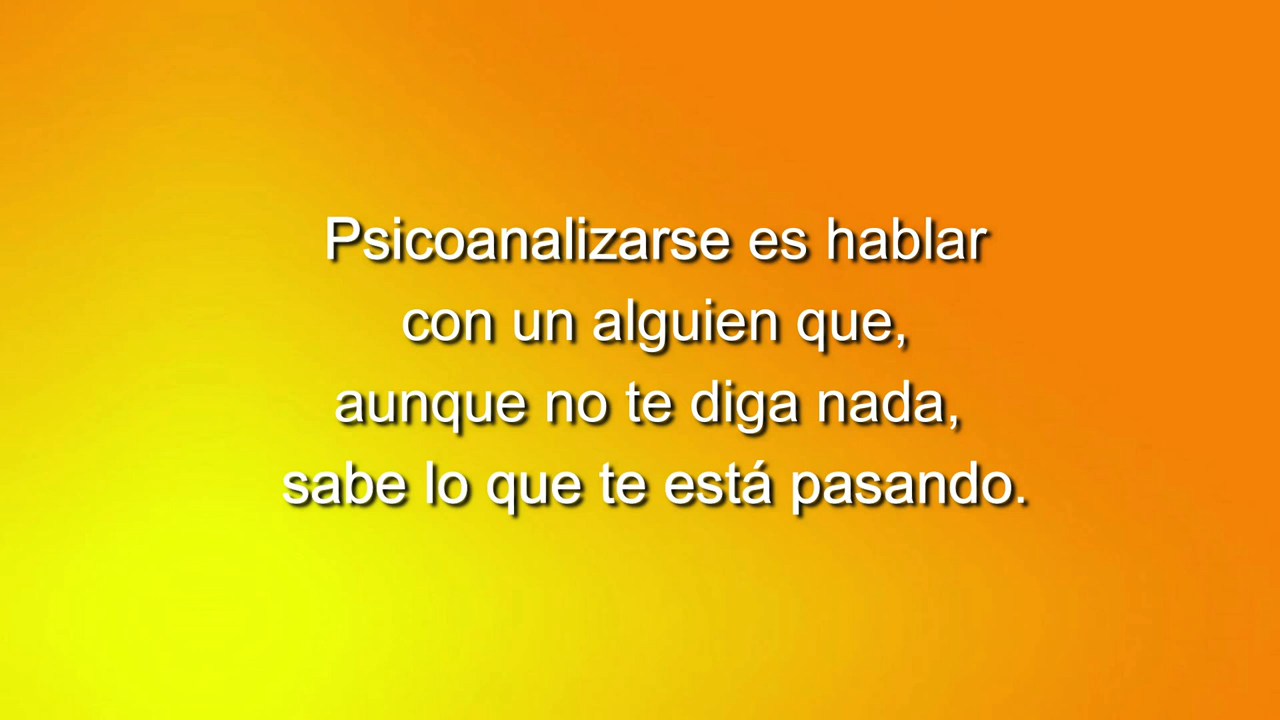 Psicoanalizarse es hablar
con un alguien que,
aunque no te diga nada,
sabe lo que te está pasando.